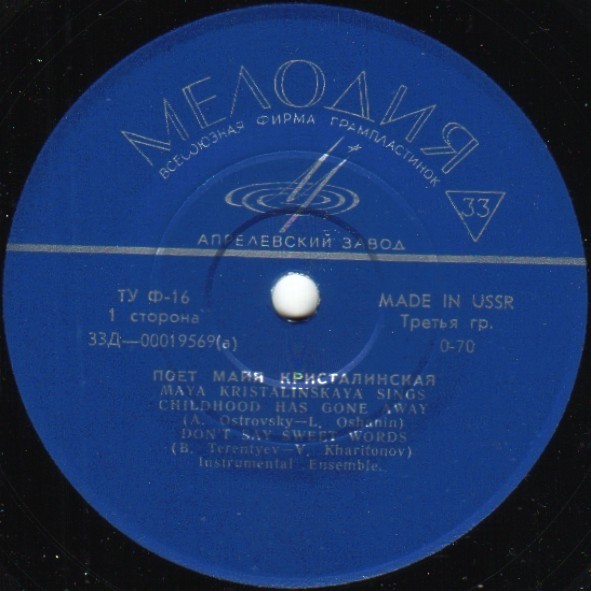 МЕЛОДИЯ
ВСЕСОЮЗНАЯ ФИРМА ГРАМПЛАСТИНОК
33
АПРЕЛЕВСКИЙ ЗАВОД
ТУ Ф-16
MADE IN USSR
1 сторона
Третья гр.
33Д—00019569(а)
0-70
ПОЕТ МАЙЯ КРИСТАЛИНСКАЯ
MAYA KRISTALINSKAYA SINGS
CHILDHOOD HAS GONE AWAY
(A. Ostrovsky—L. Oshanin)
DON'T SAY SWEET WORDS
(B. Terentyev—V. Kharitonov)
Instrumental Ensemble.